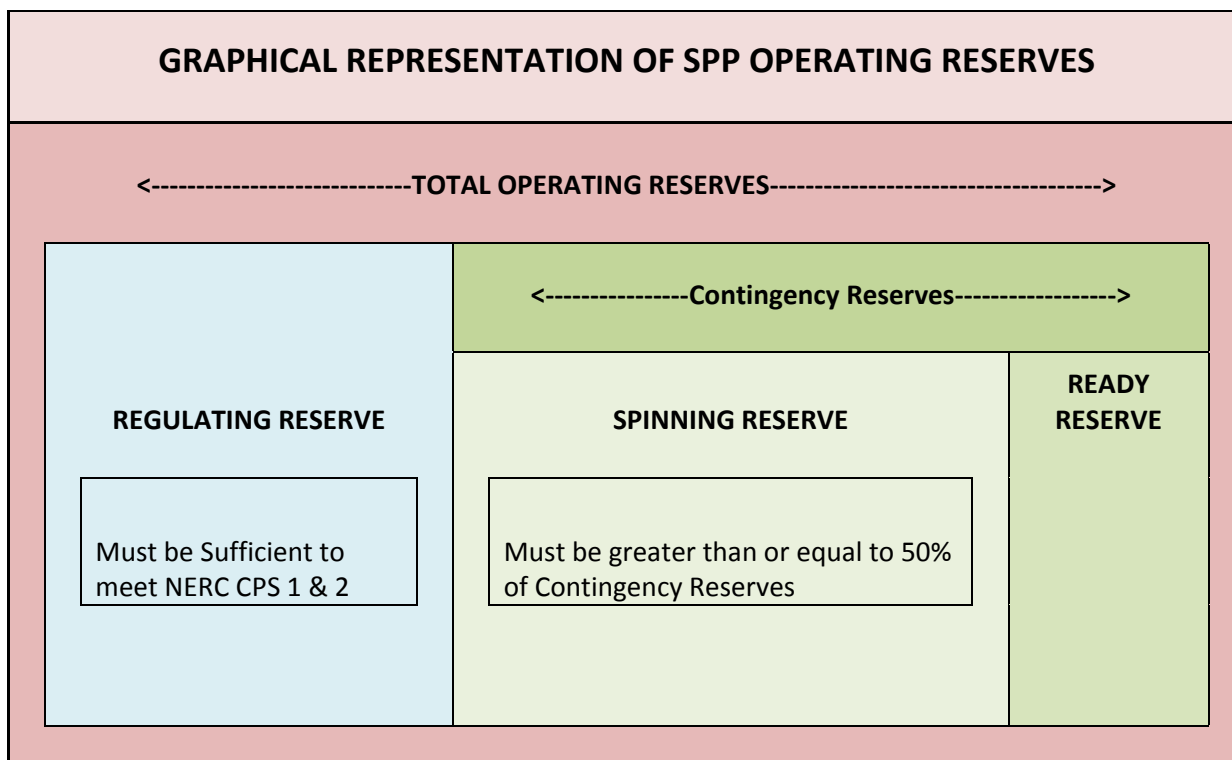 GRAPHICAL REPRESENTATION OF SPP OPERATING RESERVES
<----------------------------TOTAL OPERATING RESERVES------------------------------------->
<----------------Contingency Reserves------------------>
REGULATING RESERVE
SPINNING RESERVE
READY
RESERVE
Must be Sufficient to
meet NERC CPS 1 & 2
Must be greater than or equal to 50%
of Contingency Reserves